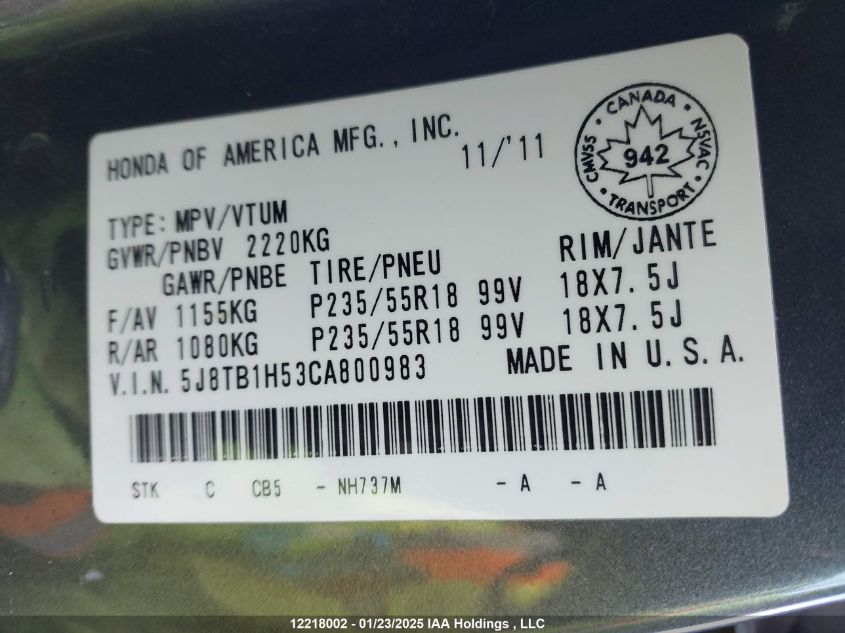 HONDA OF AMERICA MFG., INC.
11/'11
CANADA
CMVSS 942 NSVAC
TRANSPORT
TYPE: MPV/VTUM
GVWR/PNBV 2220KG
GAWR/PNBE TIRE/PNEU RIM/JANTE
F/AV 1155KG P235/55R18 99V 18X7.5J
R/AR 1080KG P235/55R18 99V 18X7.5J
V.I.N. 5J8TB1H53CA800983 MADE IN U.S.A.
STK C CB5 - NH737M - A - A
12218002 - 01/23/2025 IAA Holdings , LLC